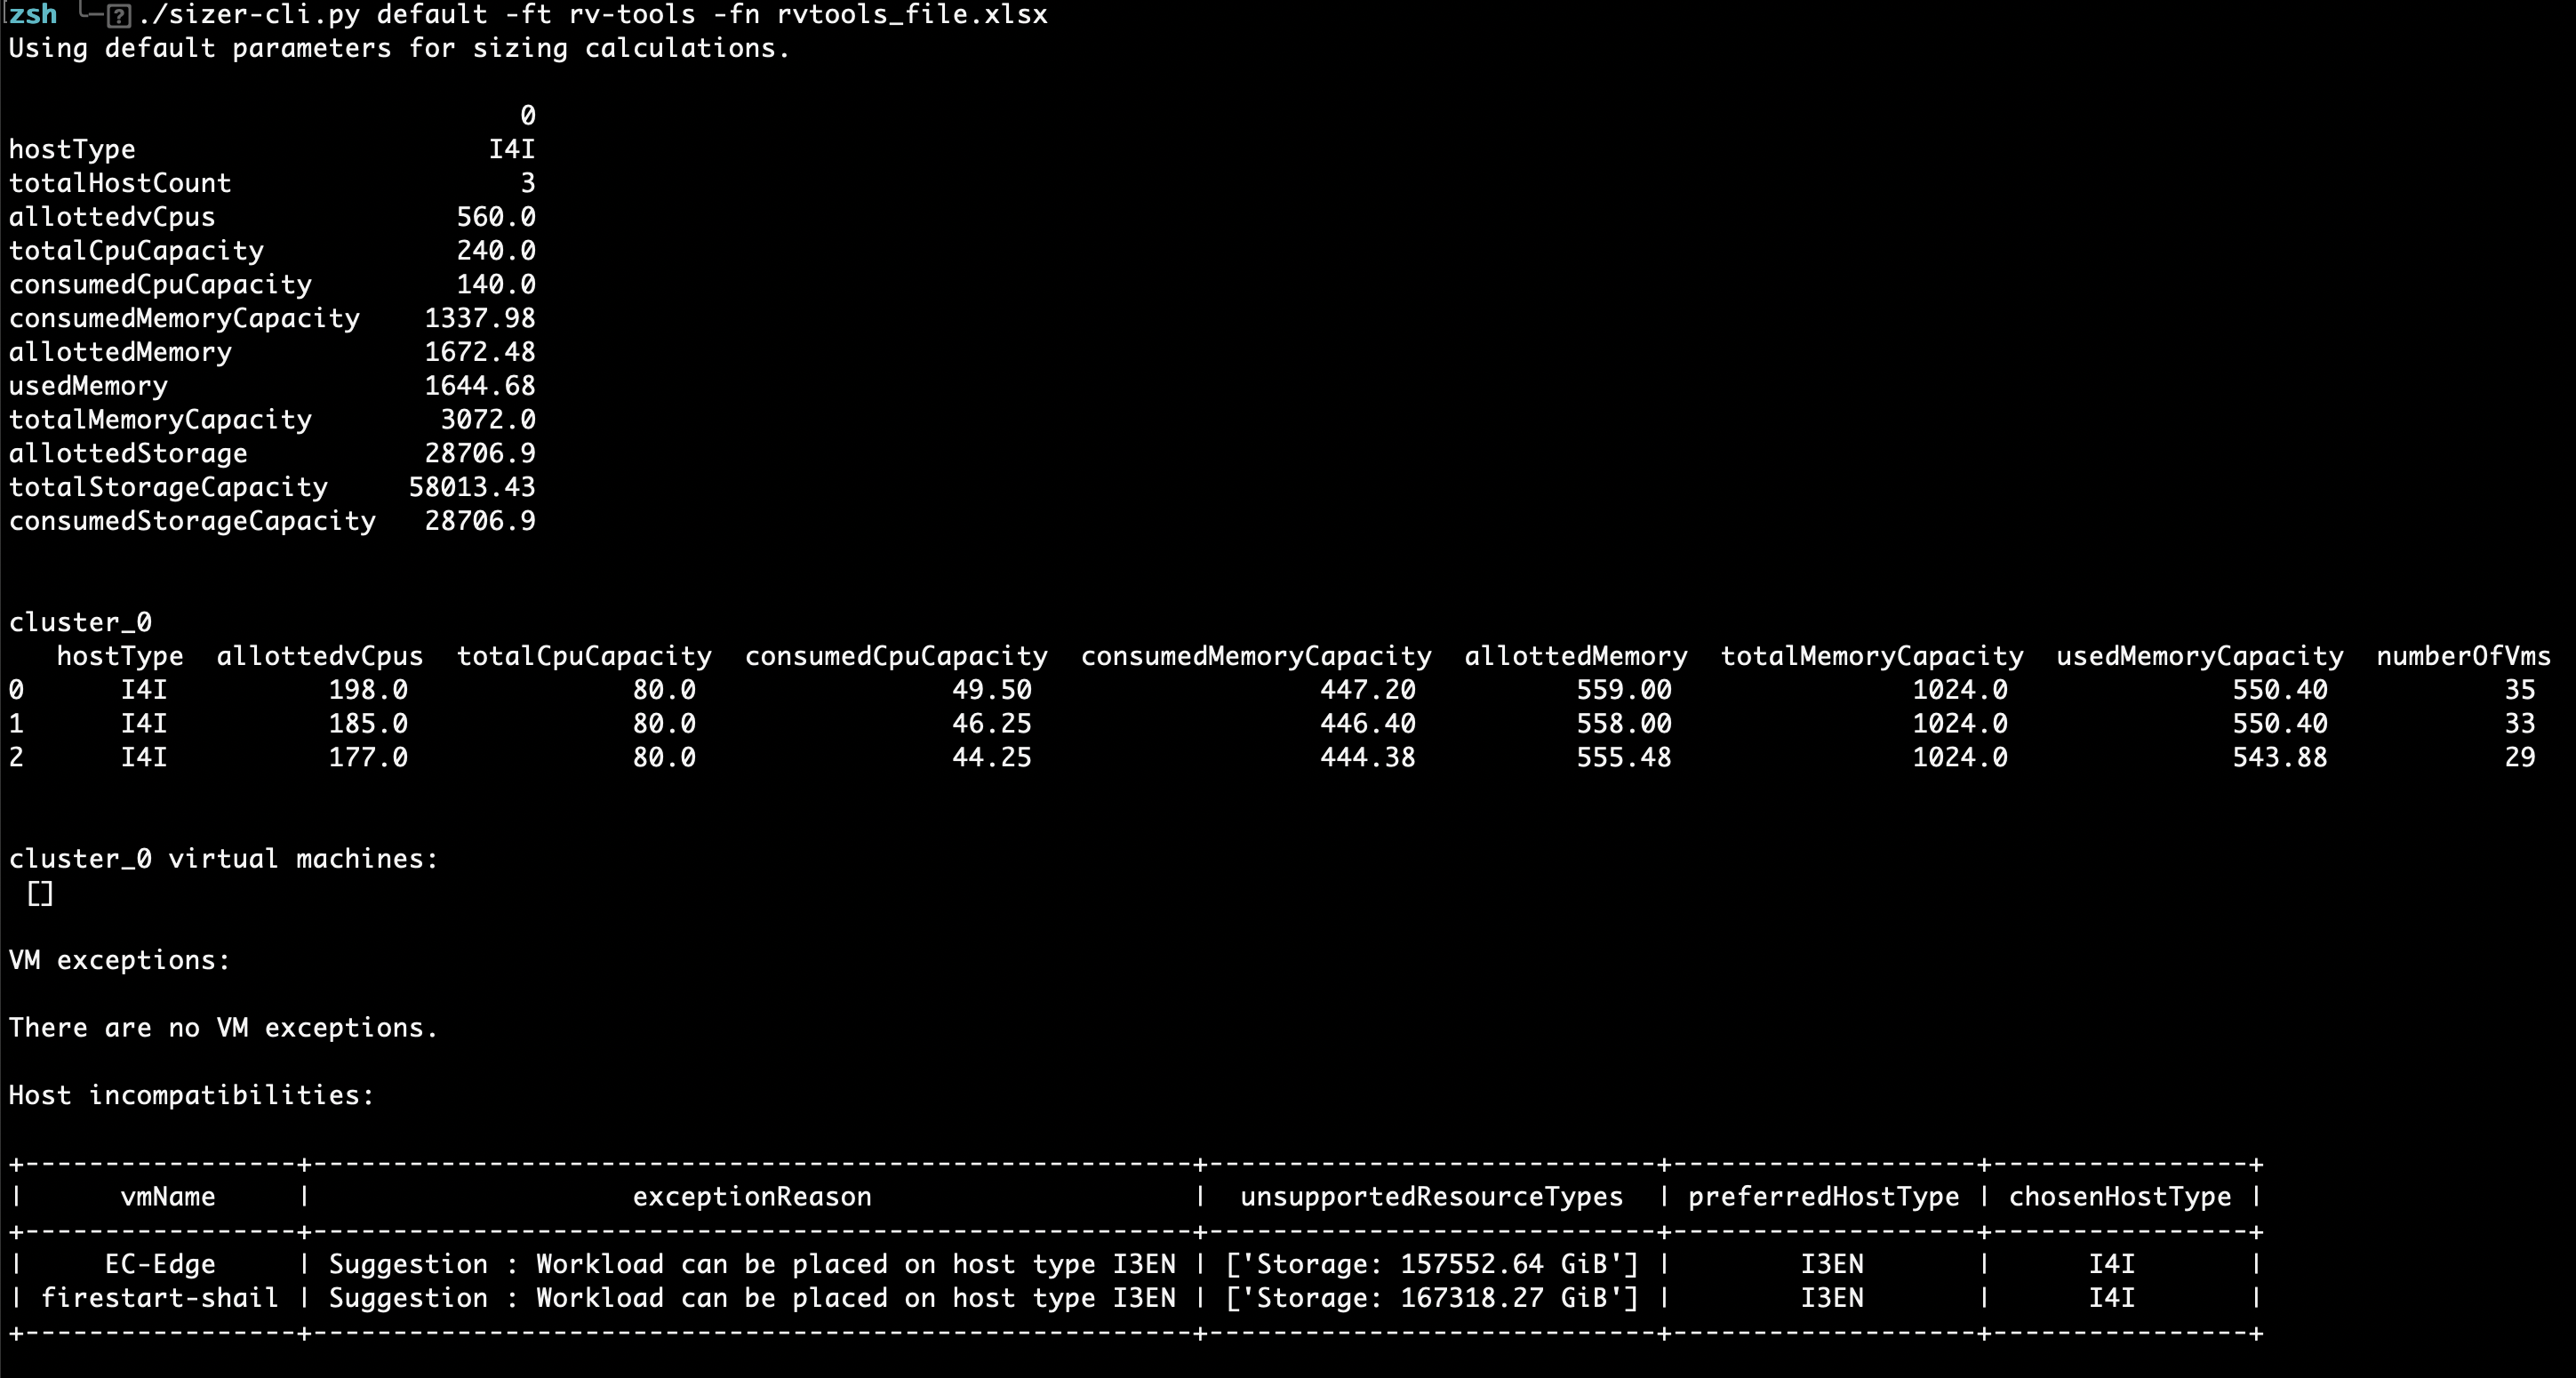 zsh ./sizer-cli.py default -ft rv-tools -fn rvtools_file.xlsx
Using default parameters for sizing calculations.
0
hostType I4I
totalHostCount 3
allottedvCpus 560.0
totalCpuCapacity 240.0
consumedCpuCapacity 140.0
consumedMemoryCapacity 1337.98
allottedMemory 1672.48
usedMemory 1644.68
totalMemoryCapacity 3072.0
allottedStorage 28706.9
totalStorageCapacity 58013.43
consumedStorageCapacity 28706.9
cluster_0
hostType allottedvCpus totalCpuCapacity consumedCpuCapacity consumedMemoryCapacity allottedMemory totalMemoryCapacity usedMemoryCapacity numberOfVms
0 I4I 198.0 80.0 49.50 447.20 559.00 1024.0 550.40 35
1 I4I 185.0 80.0 46.25 446.40 558.00 1024.0 550.40 33
2 I4I 177.0 80.0 44.25 444.38 555.48 1024.0 543.88 29
cluster_0 virtual machines:
[]
VM exceptions:
There are no VM exceptions.
Host incompatibilities:
+-----------------+-------------------------------------------------------+----------------------------+-------------------+----------------+
| vmName | exceptionReason | unsupportedResourceTypes | preferredHostType | chosenHostType |
+-----------------+-------------------------------------------------------+----------------------------+-------------------+----------------+
| EC-Edge | Suggestion : Workload can be placed on host type I3EN | ['Storage: 157552.64 GiB'] | I3EN | I4I |
| firestart-shail | Suggestion : Workload can be placed on host type I3EN | ['Storage: 167318.27 GiB'] | I3EN | I4I |
+-----------------+-------------------------------------------------------+----------------------------+-------------------+----------------+